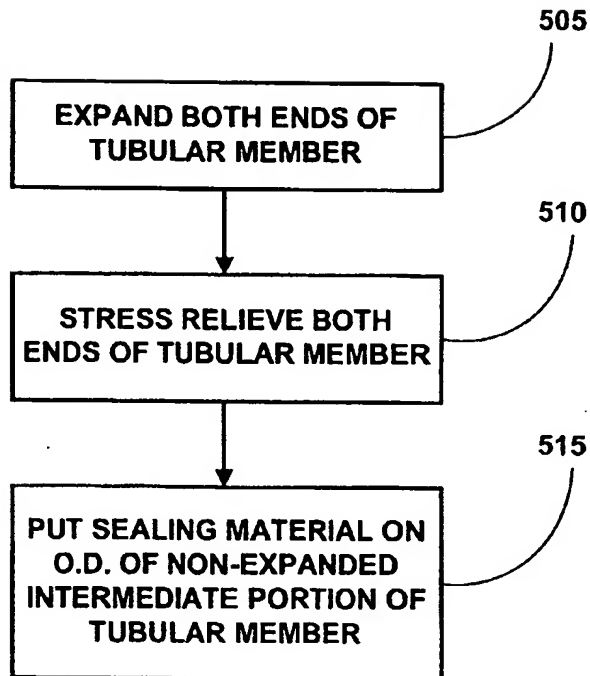 505
EXPAND BOTH ENDS OF
TUBULAR MEMBER
510
STRESS RELIEVE BOTH
ENDS OF TUBULAR MEMBER
515
PUT SEALING MATERIAL ON
O.D. OF NON-EXPANDED
INTERMEDIATE PORTION OF
TUBULAR MEMBER